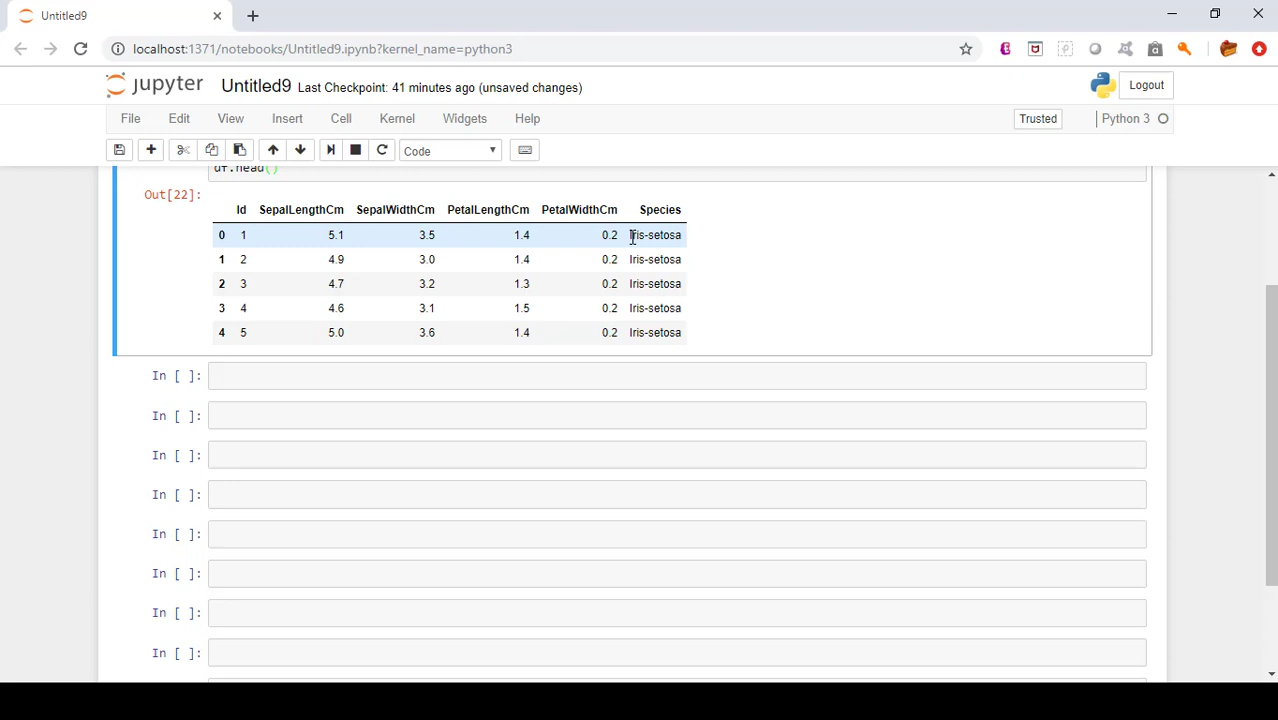 Untitled9
localhost:1371/notebooks/Untitled9.ipynb?kernel_name=python3
jupyter Untitled9 Last Checkpoint: 41 minutes ago (unsaved changes) Logout
File Edit View Insert Cell Kernel Widgets Help Trusted Python 3
Code
df.head()
Out[22]:
Id SepalLengthCm SepalWidthCm PetalLengthCm PetalWidthCm Species
0 1 5.1 3.5 1.4 0.2 Iris-setosa
1 2 4.9 3.0 1.4 0.2 Iris-setosa
2 3 4.7 3.2 1.3 0.2 Iris-setosa
3 4 4.6 3.1 1.5 0.2 Iris-setosa
4 5 5.0 3.6 1.4 0.2 Iris-setosa
In [ ]:
In [ ]:
In [ ]:
In [ ]:
In [ ]:
In [ ]:
In [ ]:
In [ ]: